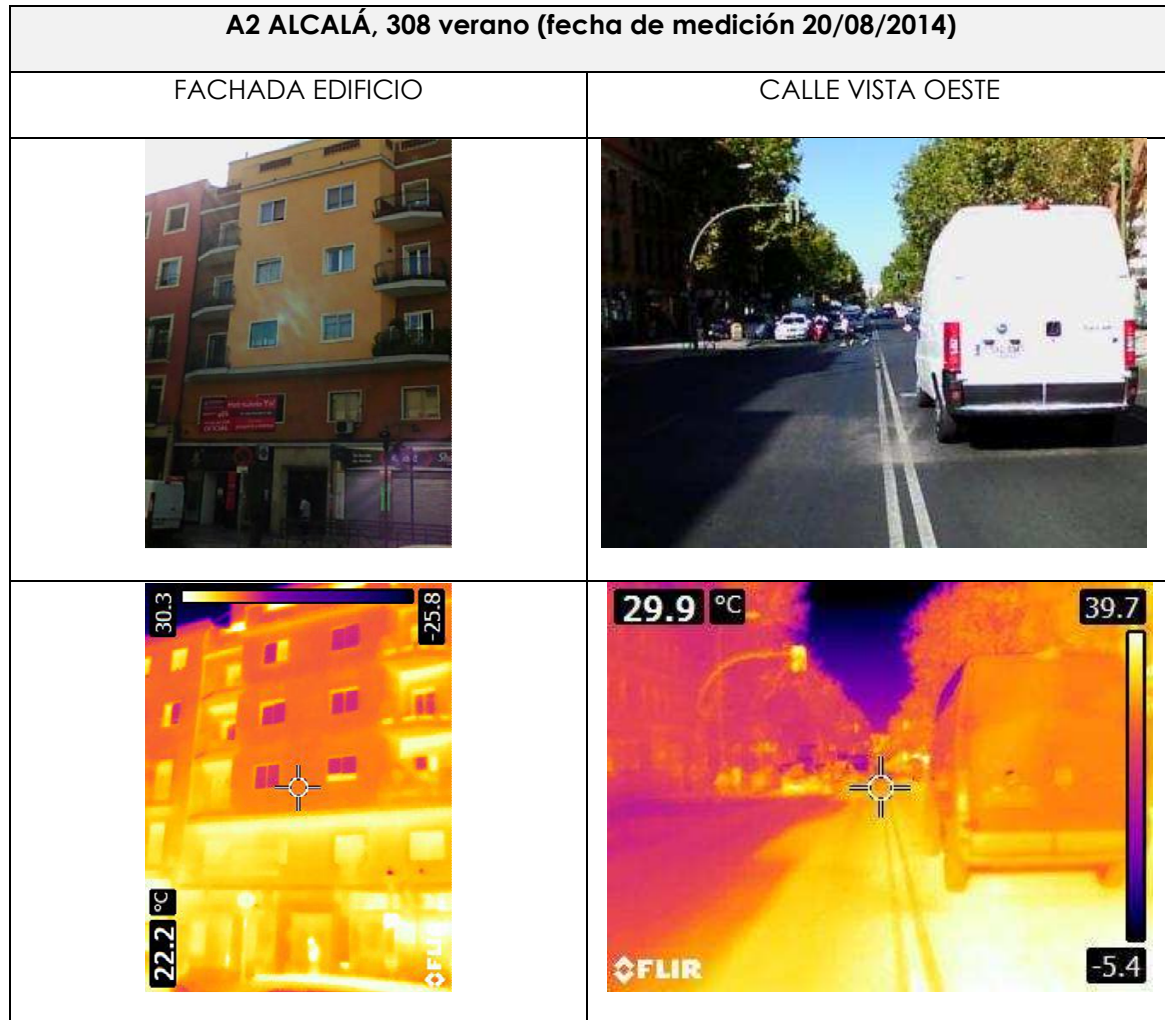 A2 ALCALÁ, 308 verano (fecha de medición 20/08/2014)
FACHADA EDIFICIO
CALLE VISTA OESTE
30.3
-25.8
22.2 °C
FLIR
29.9 °C
39.7
-5.4
FLIR